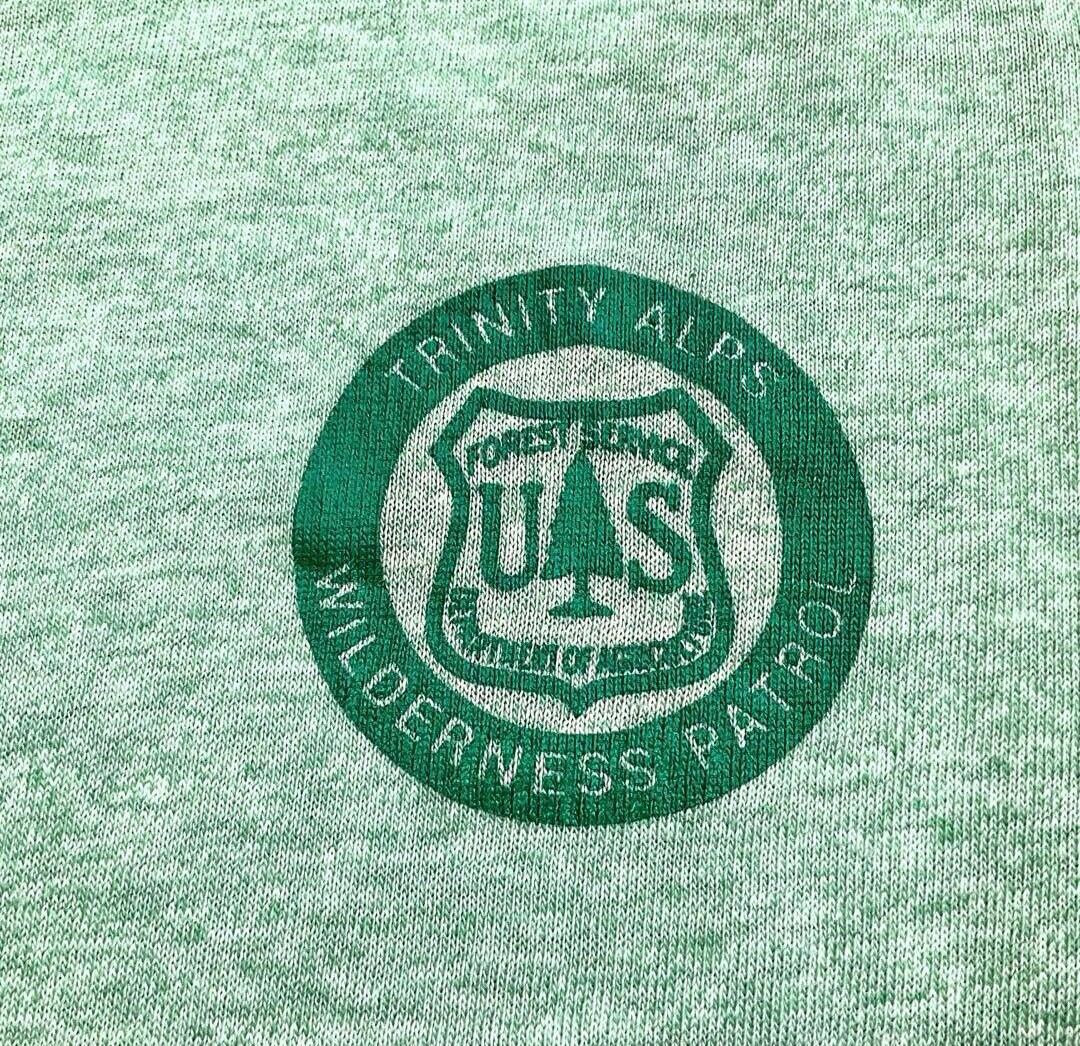 TRINITY ALPS
FOREST SERVICE
U S
DEPARTMENT OF AGRICULTURE
WILDERNESS PATROL